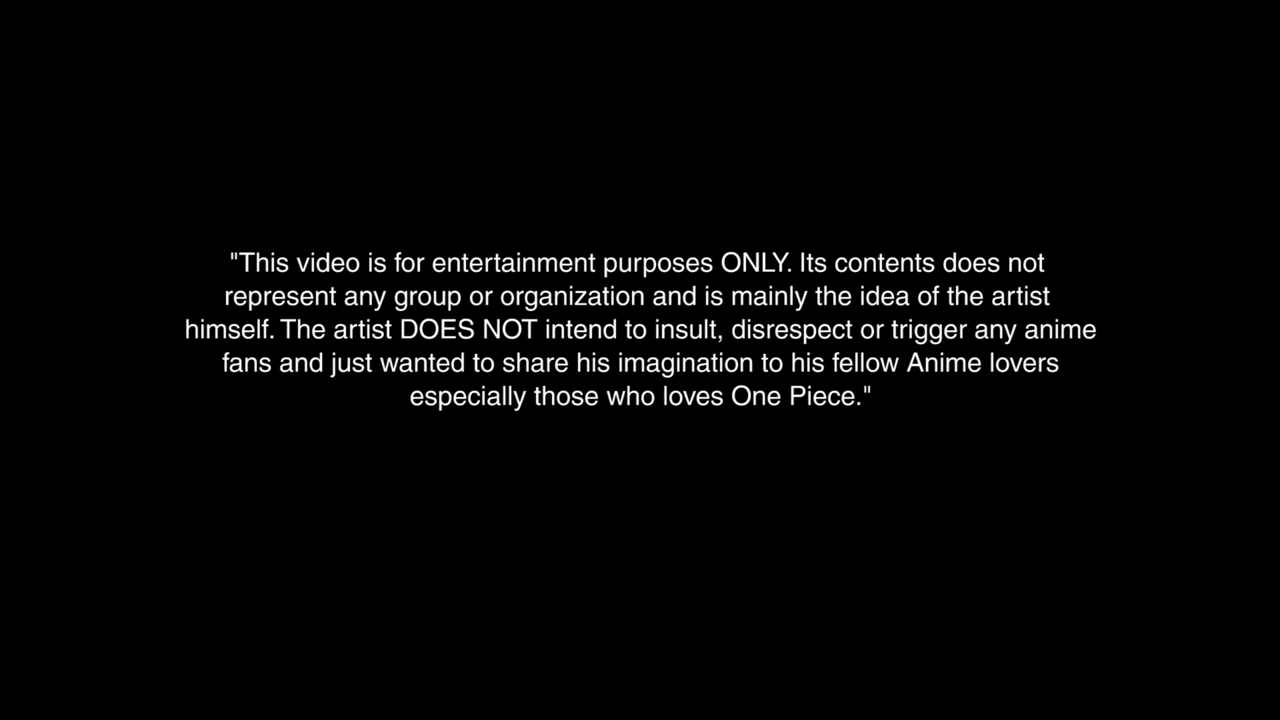 "This video is for entertainment purposes ONLY. Its contents does not
represent any group or organization and is mainly the idea of the artist
himself. The artist DOES NOT intend to insult, disrespect or trigger any anime
fans and just wanted to share his imagination to his fellow Anime lovers
especially those who loves One Piece."